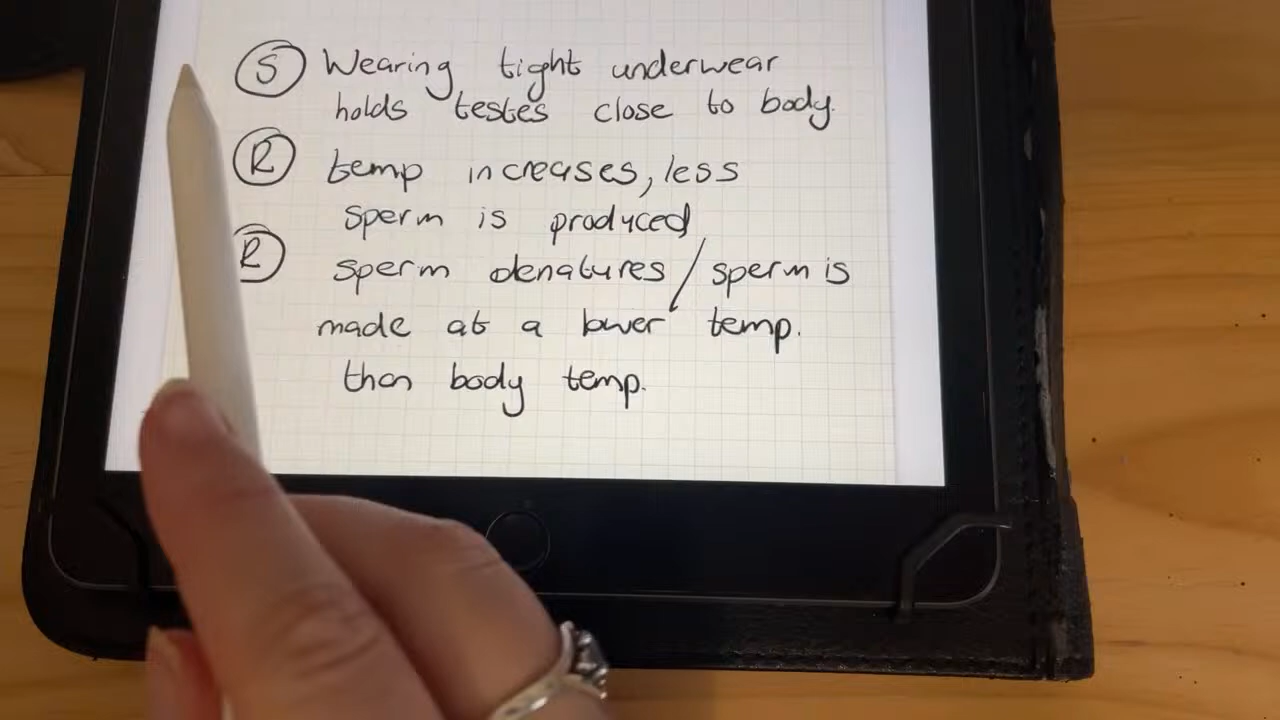 S Wearing tight underwear
holds testes close to body.
R temp increases, less
sperm is produced
R sperm denatures / sperm is
made at a lower temp.
than body temp.